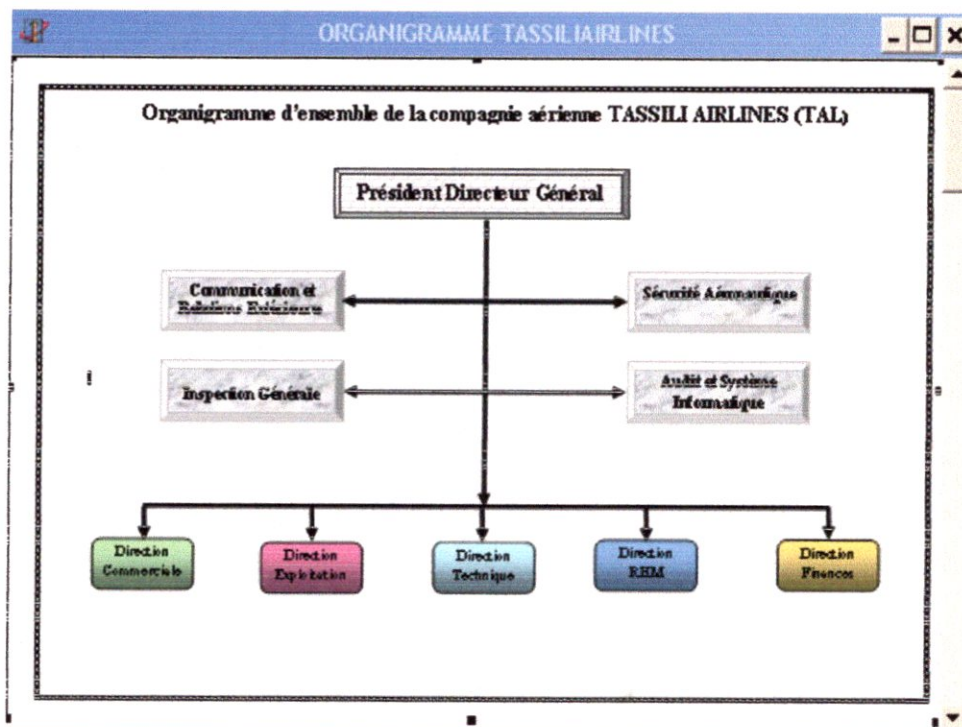 ORGANIGRAMME TASSILIAIRLINES
Organigramme d'ensemble de la compagnie aérienne TASSILI AIRLINES (TAL)
Président Directeur Général
Communication et
Relations Extérieures
Sécurité Aéronautique
Inspection Générale
Audit et Système
Informatique
Direction
Commerciale
Direction
Exploitation
Direction
Technique
Direction
RHM
Direction
Finances